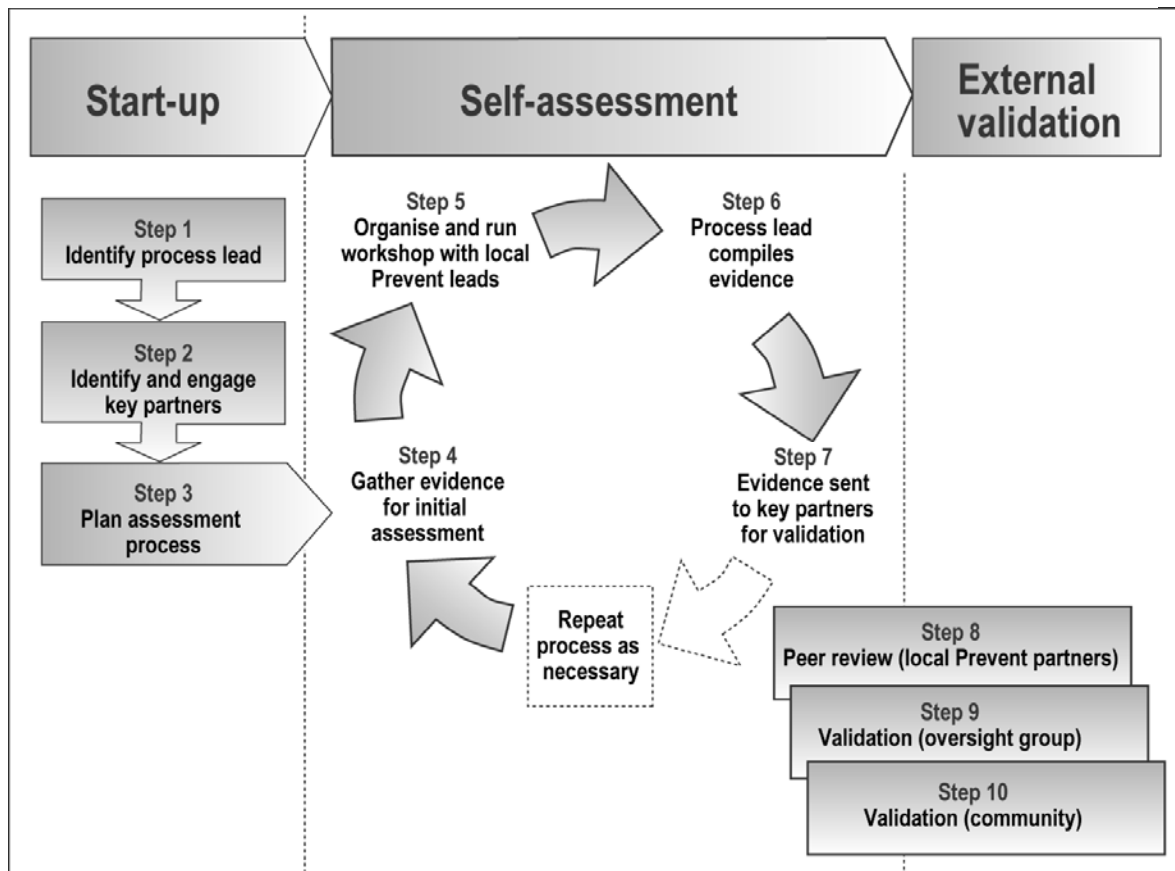 Start-up
Self-assessment
External
validation
Step 1
Identify process lead
Step 2
Identify and engage
key partners
Step 3
Plan assessment
process
Step 4
Gather evidence
for initial
assessment
Step 5
Organise and run
workshop with local
Prevent leads
Step 6
Process lead
compiles
evidence
Step 7
Evidence sent
to key partners
for validation
Repeat
process as
necessary
Step 8
Peer review (local Prevent partners)
Step 9
Validation (oversight group)
Step 10
Validation (community)